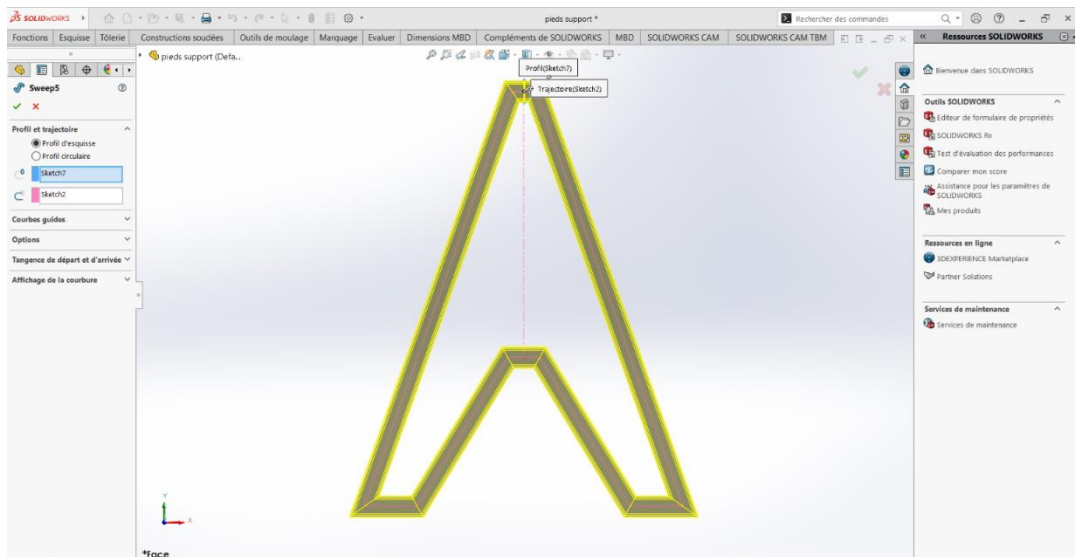 SOLIDWORKS
pieds support *
Rechercher des commandes
Fonctions Esquisse Tôlerie Constructions soudées Outils de moulage Marquage Evaluer Dimensions MBD Compléments de SOLIDWORKS MBD SOLIDWORKS CAM SOLIDWORKS CAM TBM
Ressources SOLIDWORKS
pieds support (Defa..
Sweep5
Profil et trajectoire
Profil d'esquisse
Profil circulaire
Sketch7
Sketch2
Courbes guides
Options
Tangence de départ et d'arrivée
Affichage de la courbure
Profil(Sketch7)
Trajectoire(Sketch2)
Y
X
*face
Bienvenue dans SOLIDWORKS
Outils SOLIDWORKS
Editeur de formulaire de propriétés
SOLIDWORKS Rx
Test d'évaluation des performances
Comparer mon score
Assistance pour les paramètres de
SOLIDWORKS
Mes produits
Ressources en ligne
3DEXPERIENCE Marketplace
Partner Solutions
Services de maintenance
Services de maintenance